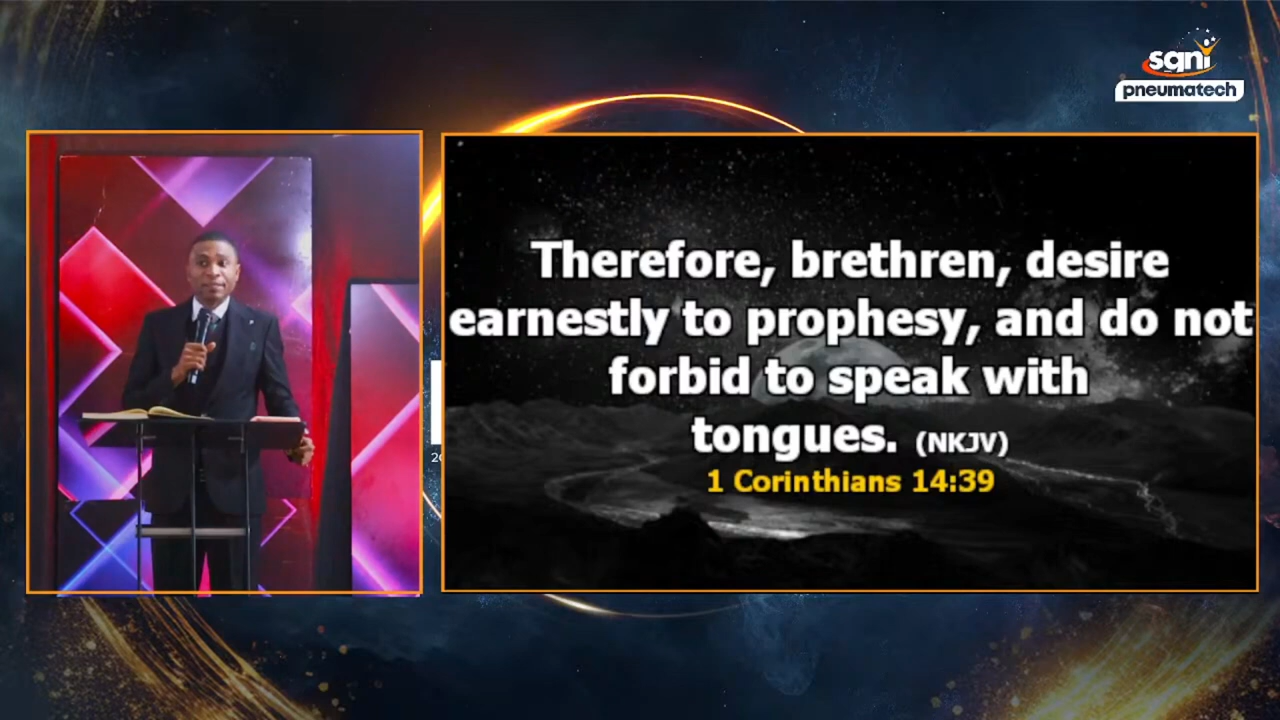 sgni
pneumatech
Therefore, brethren, desire
earnestly to prophesy, and do not
forbid to speak with
tongues. (NKJV)
1 Corinthians 14:39